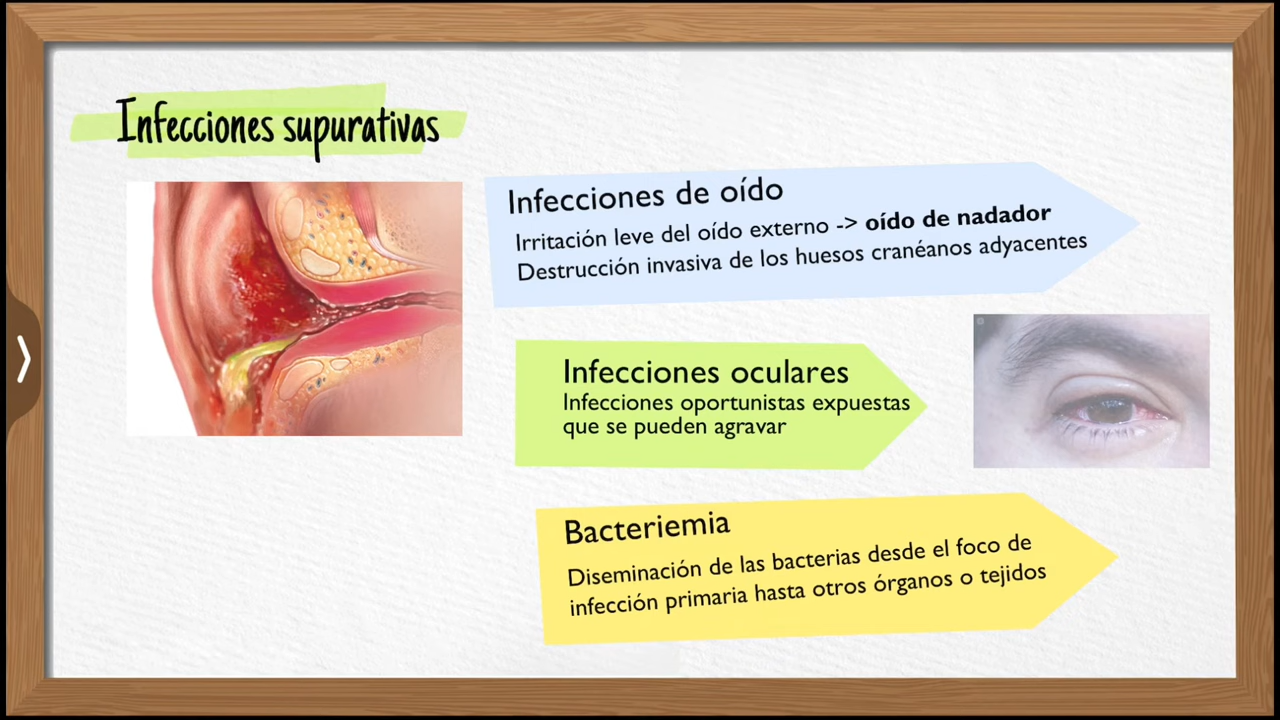 Infecciones supurativas
Infecciones de oído
Irritación leve del oído externo -> oído de nadador
Destrucción invasiva de los huesos cranéanos adyacentes
Infecciones oculares
Infecciones oportunistas expuestas
que se pueden agravar
Bacteriemia
Diseminación de las bacterias desde el foco de
infección primaria hasta otros órganos o tejidos